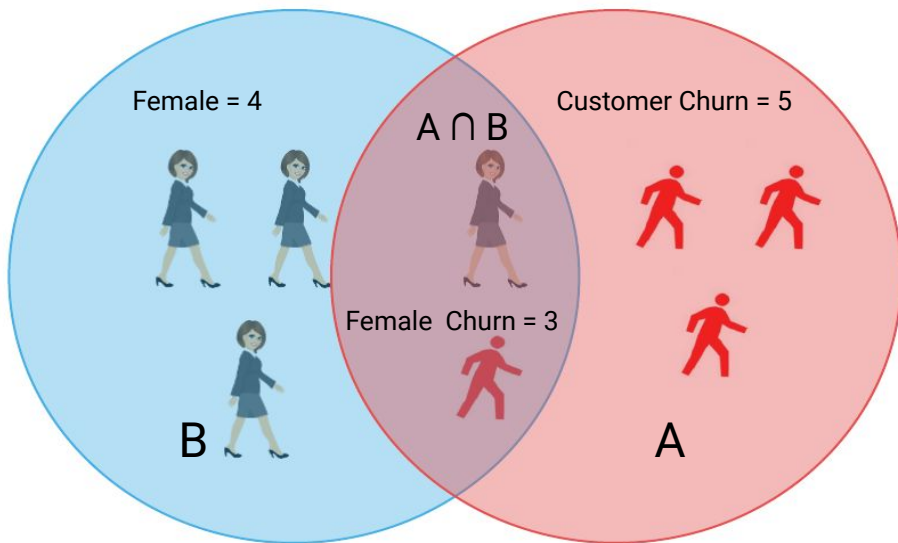 Female = 4
Customer Churn = 5
A ∩ B
Female Churn = 3
B
A